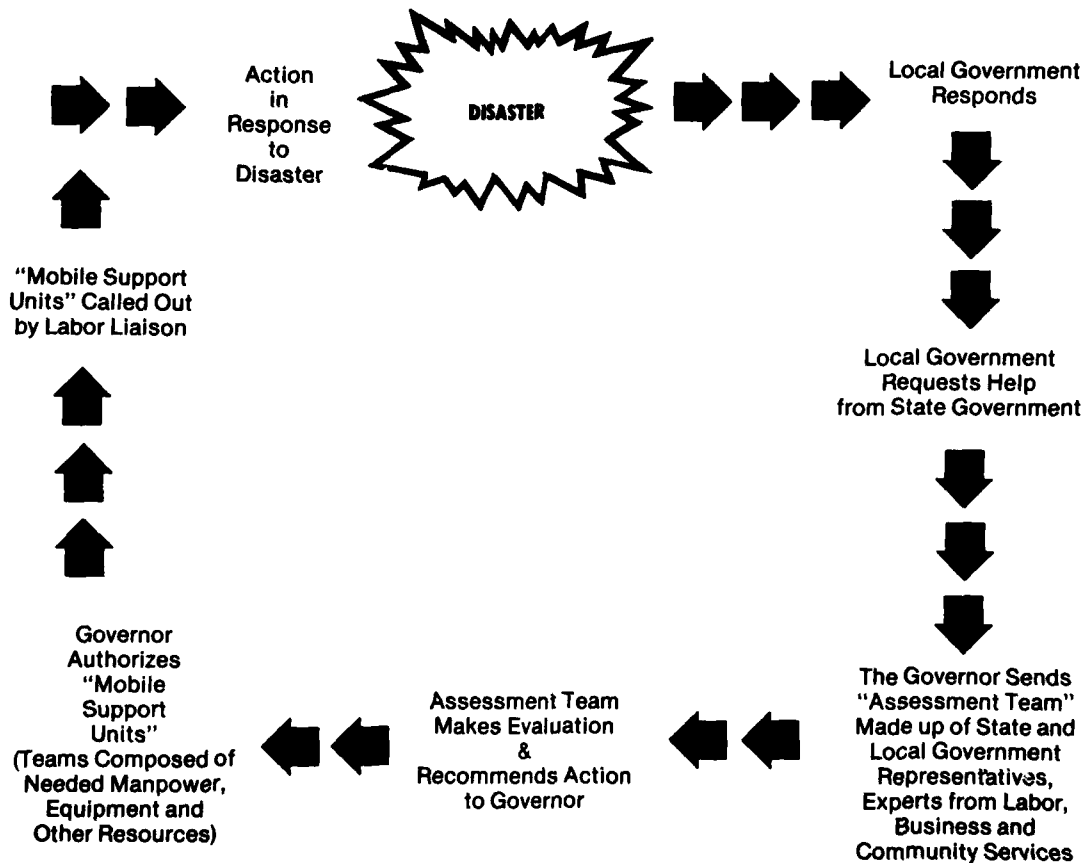 DISASTER
Local Government
Responds
Local Government
Requests Help
from State Government
The Governor Sends
"Assessment Team"
Made up of State and
Local Government
Representatives,
Experts from Labor,
Business and
Community Services
Assessment Team
Makes Evaluation
&
Recommends Action
to Governor
Governor
Authorizes
"Mobile
Support
Units"
(Teams Composed of
Needed Manpower,
Equipment and
Other Resources)
"Mobile Support
Units" Called Out
by Labor Liaison
Action
in
Response
to
Disaster